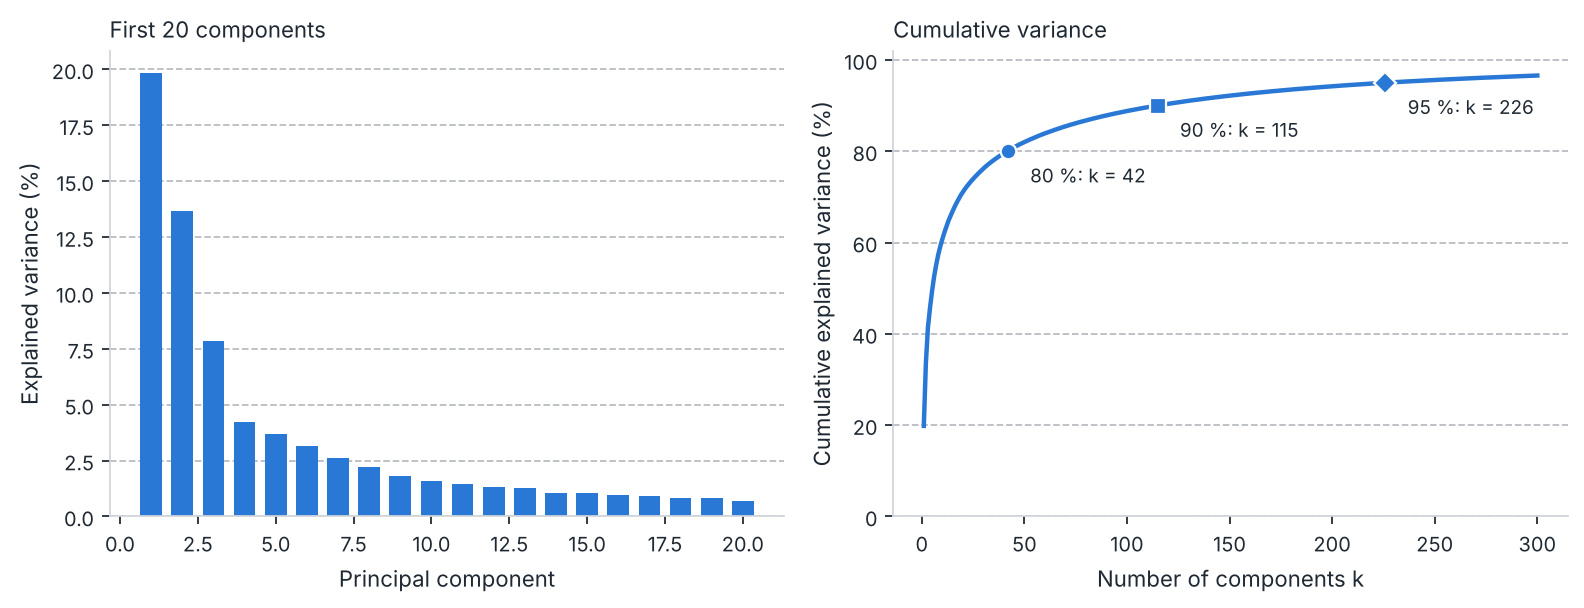 First 20 components
Explained variance (%)
20.0
17.5
15.0
12.5
10.0
7.5
5.0
2.5
0.0
0.0 2.5 5.0 7.5 10.0 12.5 15.0 17.5 20.0
Principal component
Cumulative variance
Cumulative explained variance (%)
100
80
60
40
20
0
95 %: k = 226
90 %: k = 115
80 %: k = 42
0 50 100 150 200 250 300
Number of components k